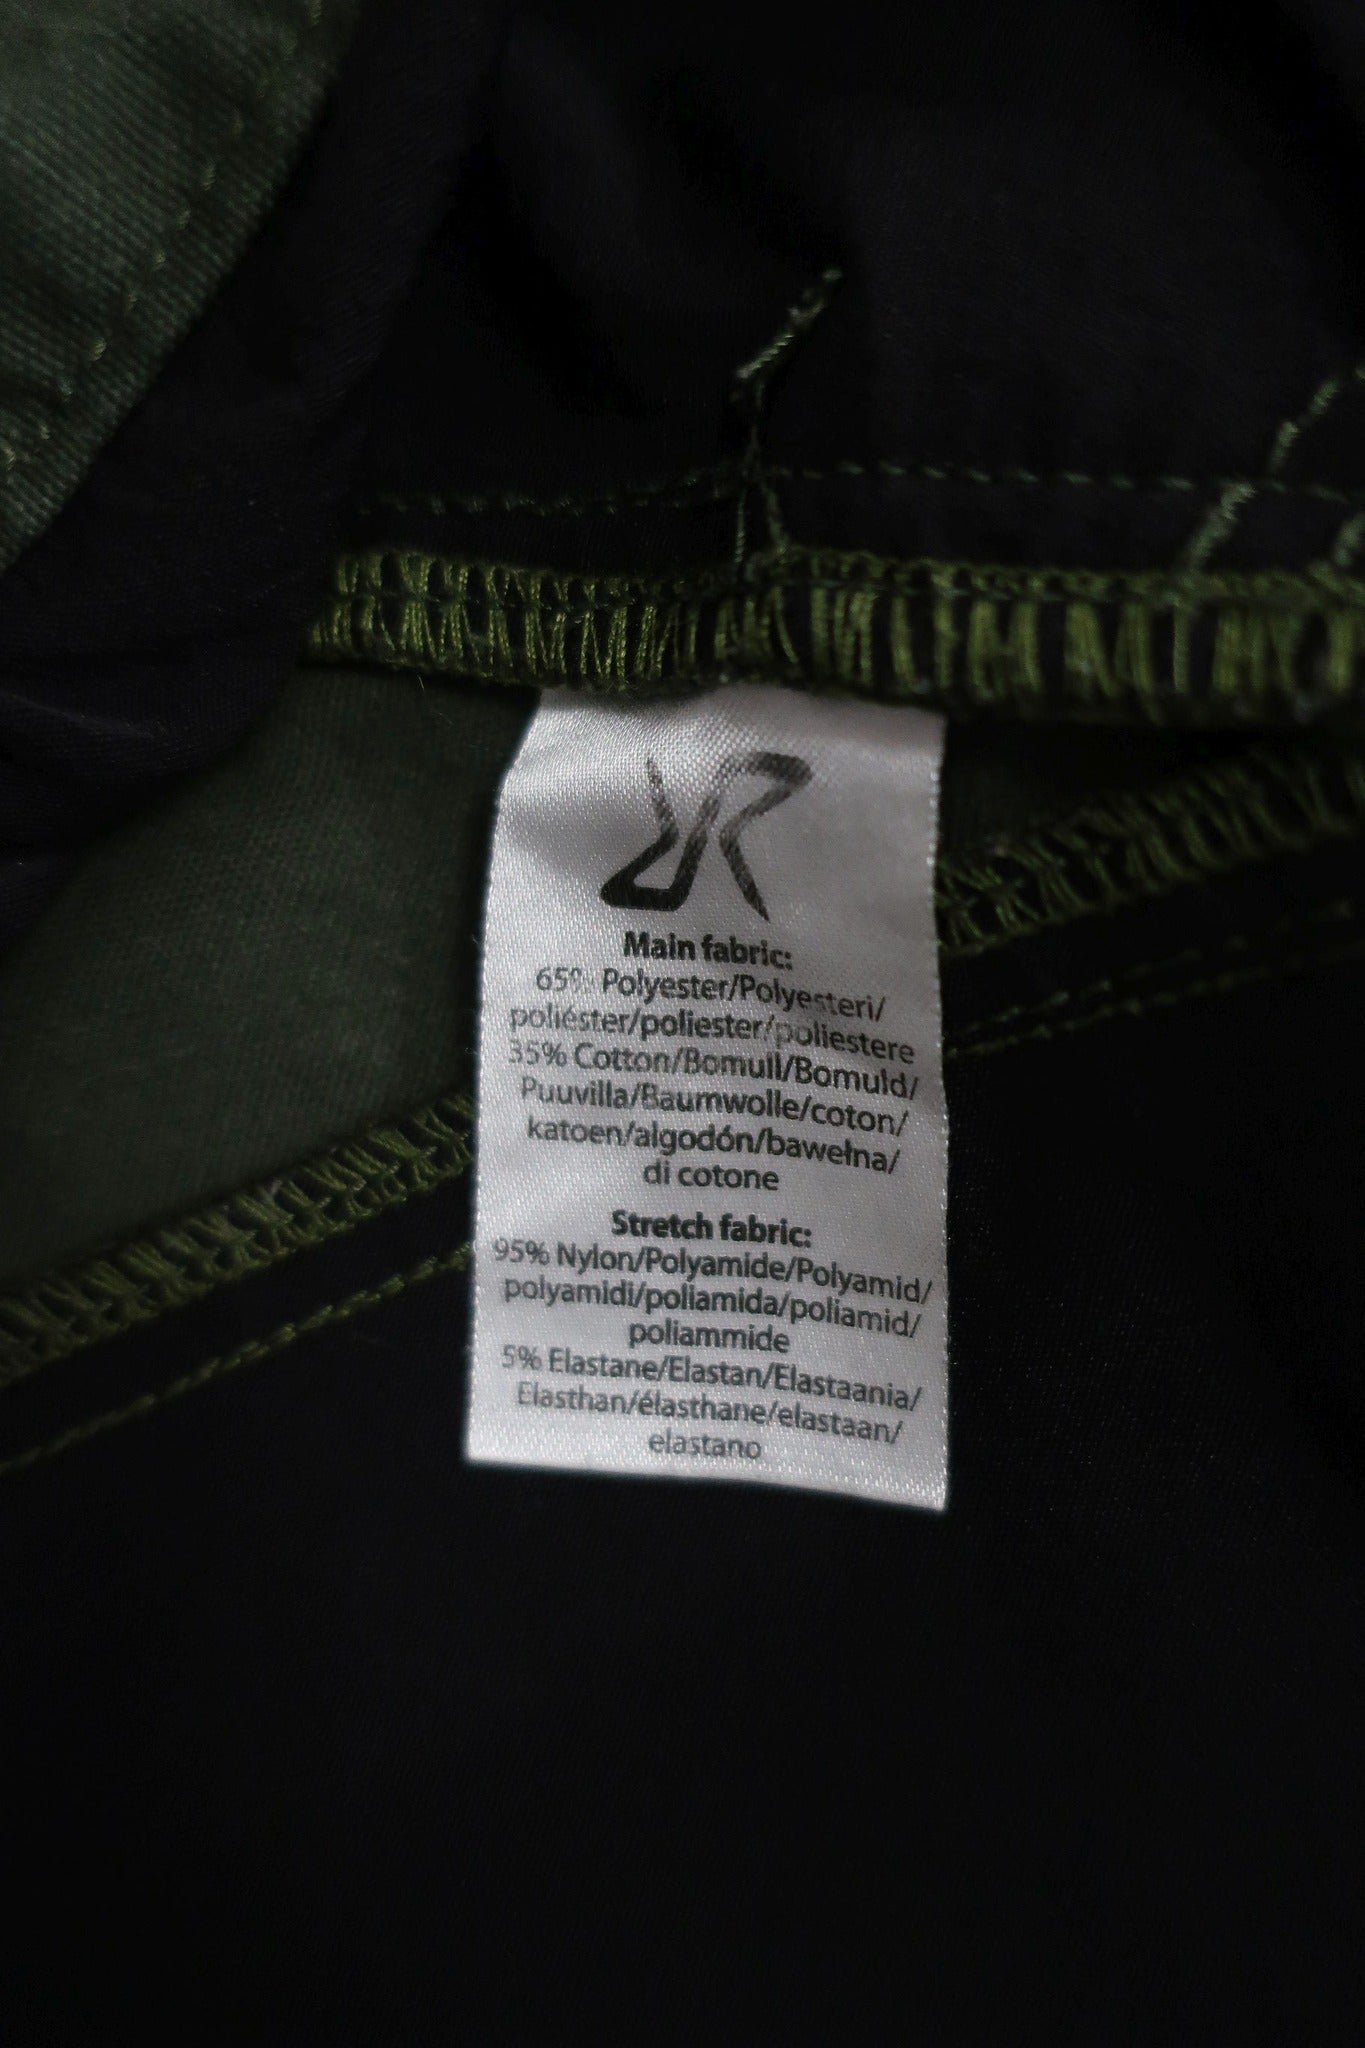 Main fabric:
65% Polyester/Polyesteri/
poliéster/poliester/poliestere
35% Cotton/Bomull/Bomuld/
Puuvilla/Baumwolle/coton/
katoen/algodón/bawełna/
di cotone
Stretch fabric:
95% Nylon/Polyamide/Polyamid/
polyamidi/poliamida/poliamid/
poliammide
5% Elastane/Elastan/Elastaania/
Elasthan/élasthane/elastaan/
elastano